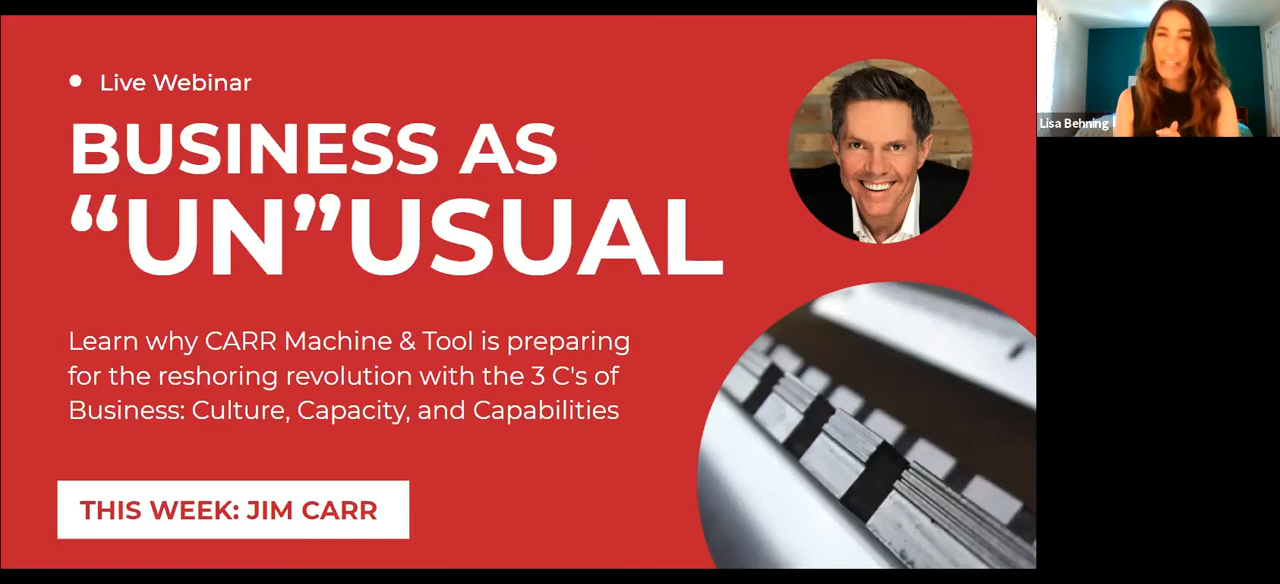 Live Webinar
BUSINESS AS
“UN”USUAL
Learn why CARR Machine & Tool is preparing
for the reshoring revolution with the 3 C's of
Business: Culture, Capacity, and Capabilities
THIS WEEK: JIM CARR
Lisa Behning